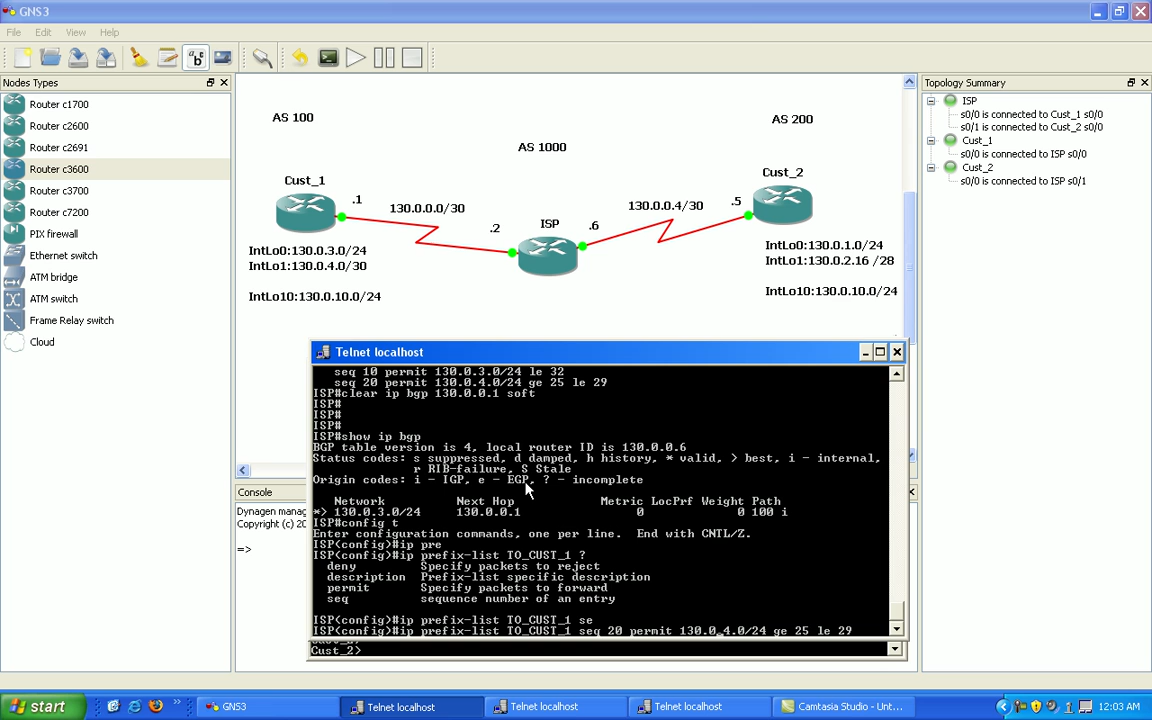 GNS3
File Edit View Help
Nodes Types
Router c1700
Router c2600
Router c2691
Router c3600
Router c3700
Router c7200
PIX firewall
Ethernet switch
ATM bridge
ATM switch
Frame Relay switch
Cloud
AS 100
AS 1000
AS 200
Cust_1
.1
130.0.0.0/30
.2
ISP
.6
130.0.0.4/30
.5
Cust_2
IntLo0:130.0.3.0/24
IntLo1:130.0.4.0/30
IntLo10:130.0.10.0/24
IntLo0:130.0.1.0/24
IntLo1:130.0.2.16 /28
IntLo10:130.0.10.0/24
Topology Summary
ISP
s0/0 is connected to Cust_1 s0/0
s0/1 is connected to Cust_2 s0/0
Cust_1
s0/0 is connected to ISP s0/0
Cust_2
s0/0 is connected to ISP s0/1
Console
Dynagen manag
Copyright (c) 20
=>
Telnet localhost
seq 10 permit 130.0.3.0/24 le 32
seq 20 permit 130.0.4.0/24 ge 25 le 29
ISP#clear ip bgp 130.0.0.1 soft
ISP#
ISP#
ISP#
ISP#show ip bgp
BGP table version is 4, local router ID is 130.0.0.6
Status codes: s suppressed, d damped, h history, * valid, > best, i - internal,
r RIB-failure, S Stale
Origin codes: i - IGP, e - EGP, ? - incomplete
Network Next Hop Metric LocPrf Weight Path
*> 130.0.3.0/24 130.0.0.1 0 0 100 i
ISP#config t
Enter configuration commands, one per line. End with CNTL/Z.
ISP(config)#ip pre
ISP(config)#ip prefix-list TO_CUST_1 ?
deny Specify packets to reject
description Prefix-list specific description
permit Specify packets to forward
seq sequence number of an entry
ISP(config)#ip prefix-list TO_CUST_1 se
ISP(config)#ip prefix-list TO_CUST_1 seq 20 permit 130.0.4.0/24 ge 25 le 29
Cust_2>
start
GNS3
Telnet localhost
Telnet localhost
Telnet localhost
Camtasia Studio - Unt...
12:03 AM